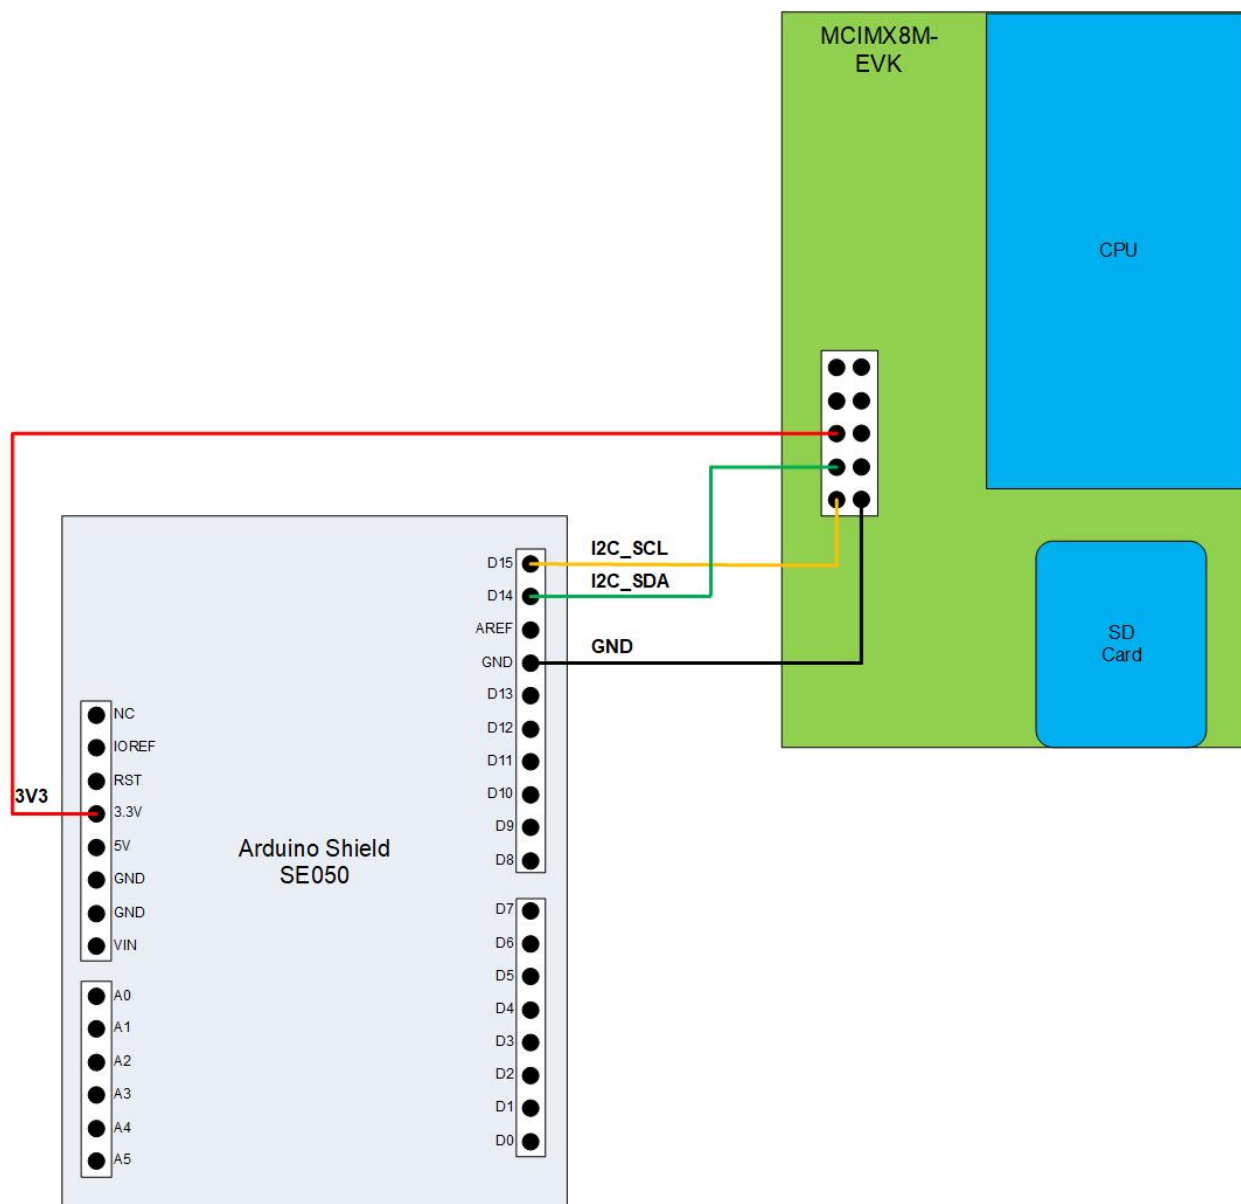 MCIMX8M-
EVK
CPU
SD
Card
I2C_SCL
I2C_SDA
GND
3V3
Arduino Shield
SE050
NC
IOREF
RST
3.3V
5V
GND
GND
VIN
A0
A1
A2
A3
A4
A5
D15
D14
AREF
GND
D13
D12
D11
D10
D9
D8
D7
D6
D5
D4
D3
D2
D1
D0